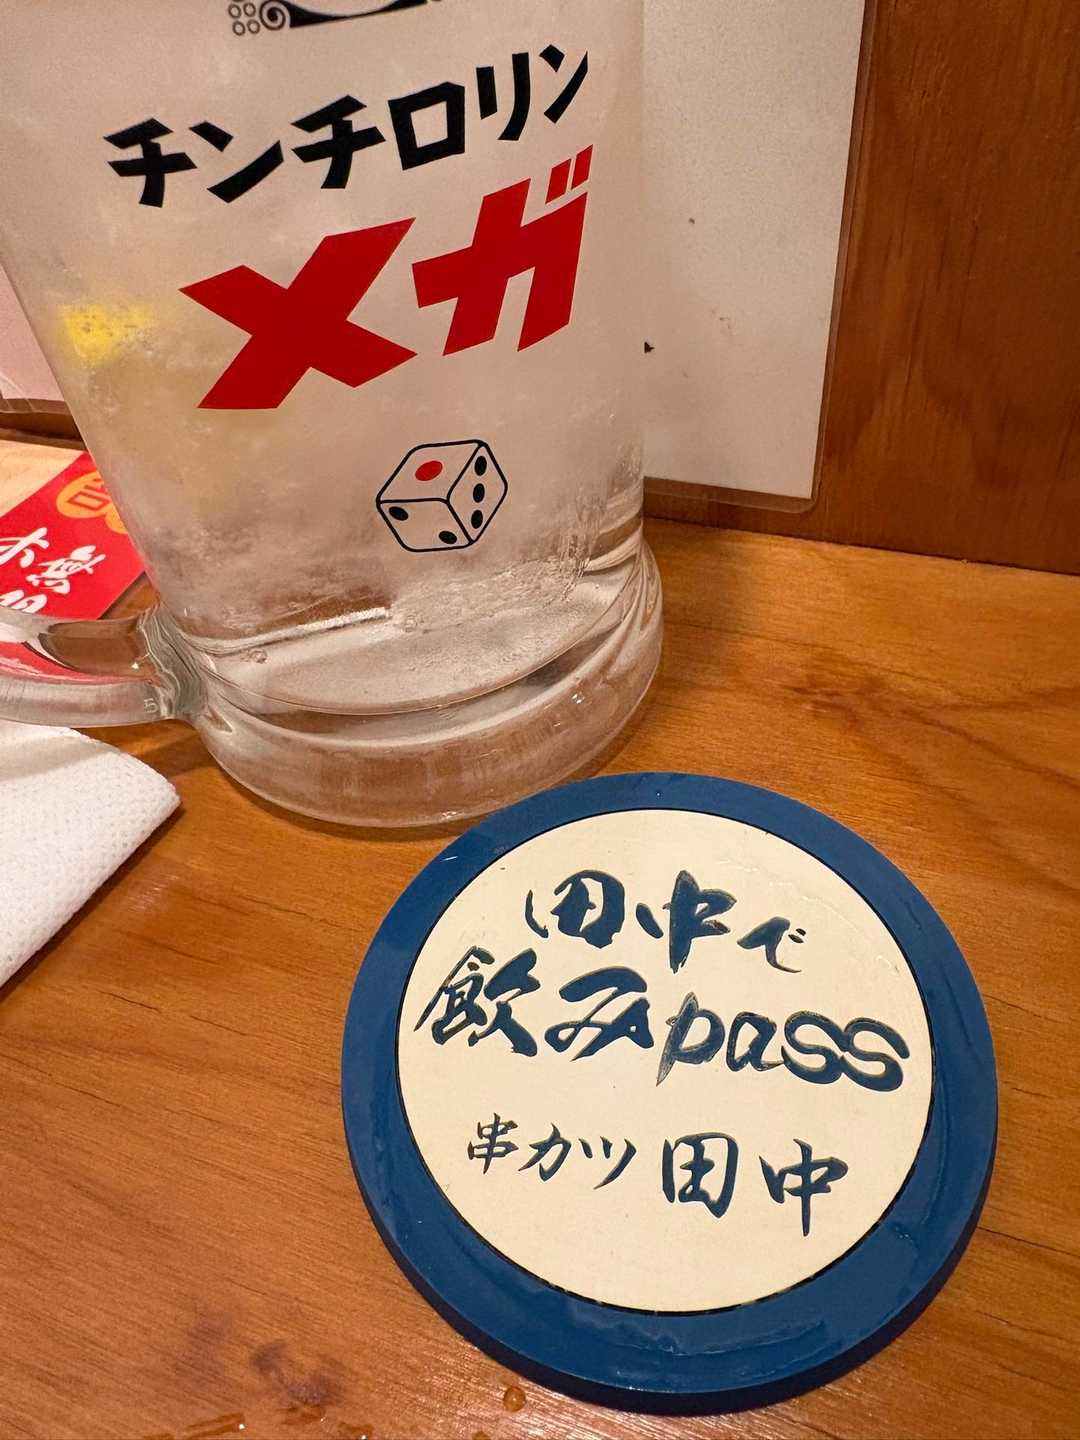 チンチロリン
メガ
田中で
飲みpass
串カツ田中